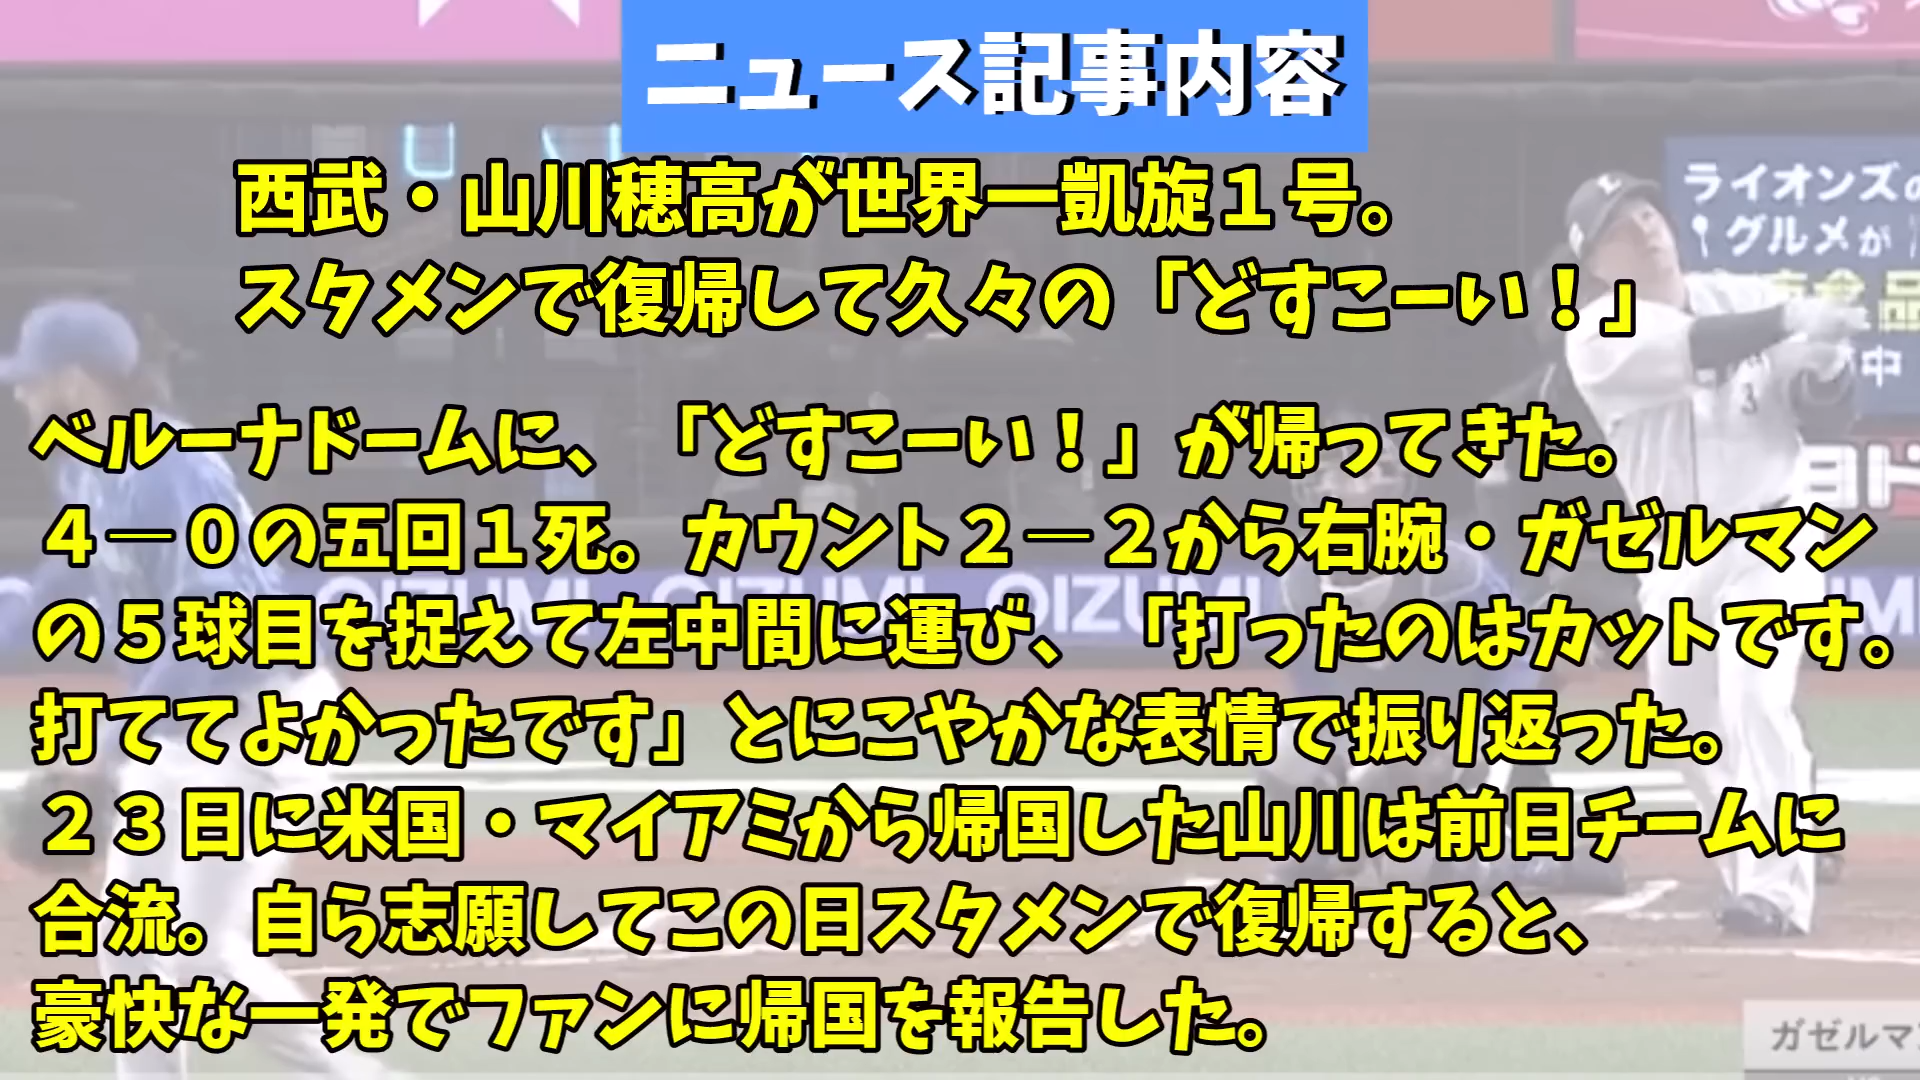 ニュース記事内容
西武・山川穂高が世界一凱旋１号。
スタメンで復帰して久々の「どすこーい！」
ベルーナドームに、「どすこーい！」が帰ってきた。
４―０の五回１死。カウント２―２から右腕・ガゼルマン
の５球目を捉えて左中間に運び、「打ったのはカットです。
打ててよかったです」とにこやかな表情で振り返った。
２３日に米国・マイアミから帰国した山川は前日チームに
合流。自ら志願してこの日スタメンで復帰すると、
豪快な一発でファンに帰国を報告した。
ライオンズの
グルメが
全品
中
3
日ド
OIZUMI OIZUMI OIZUMI
ガゼルマン